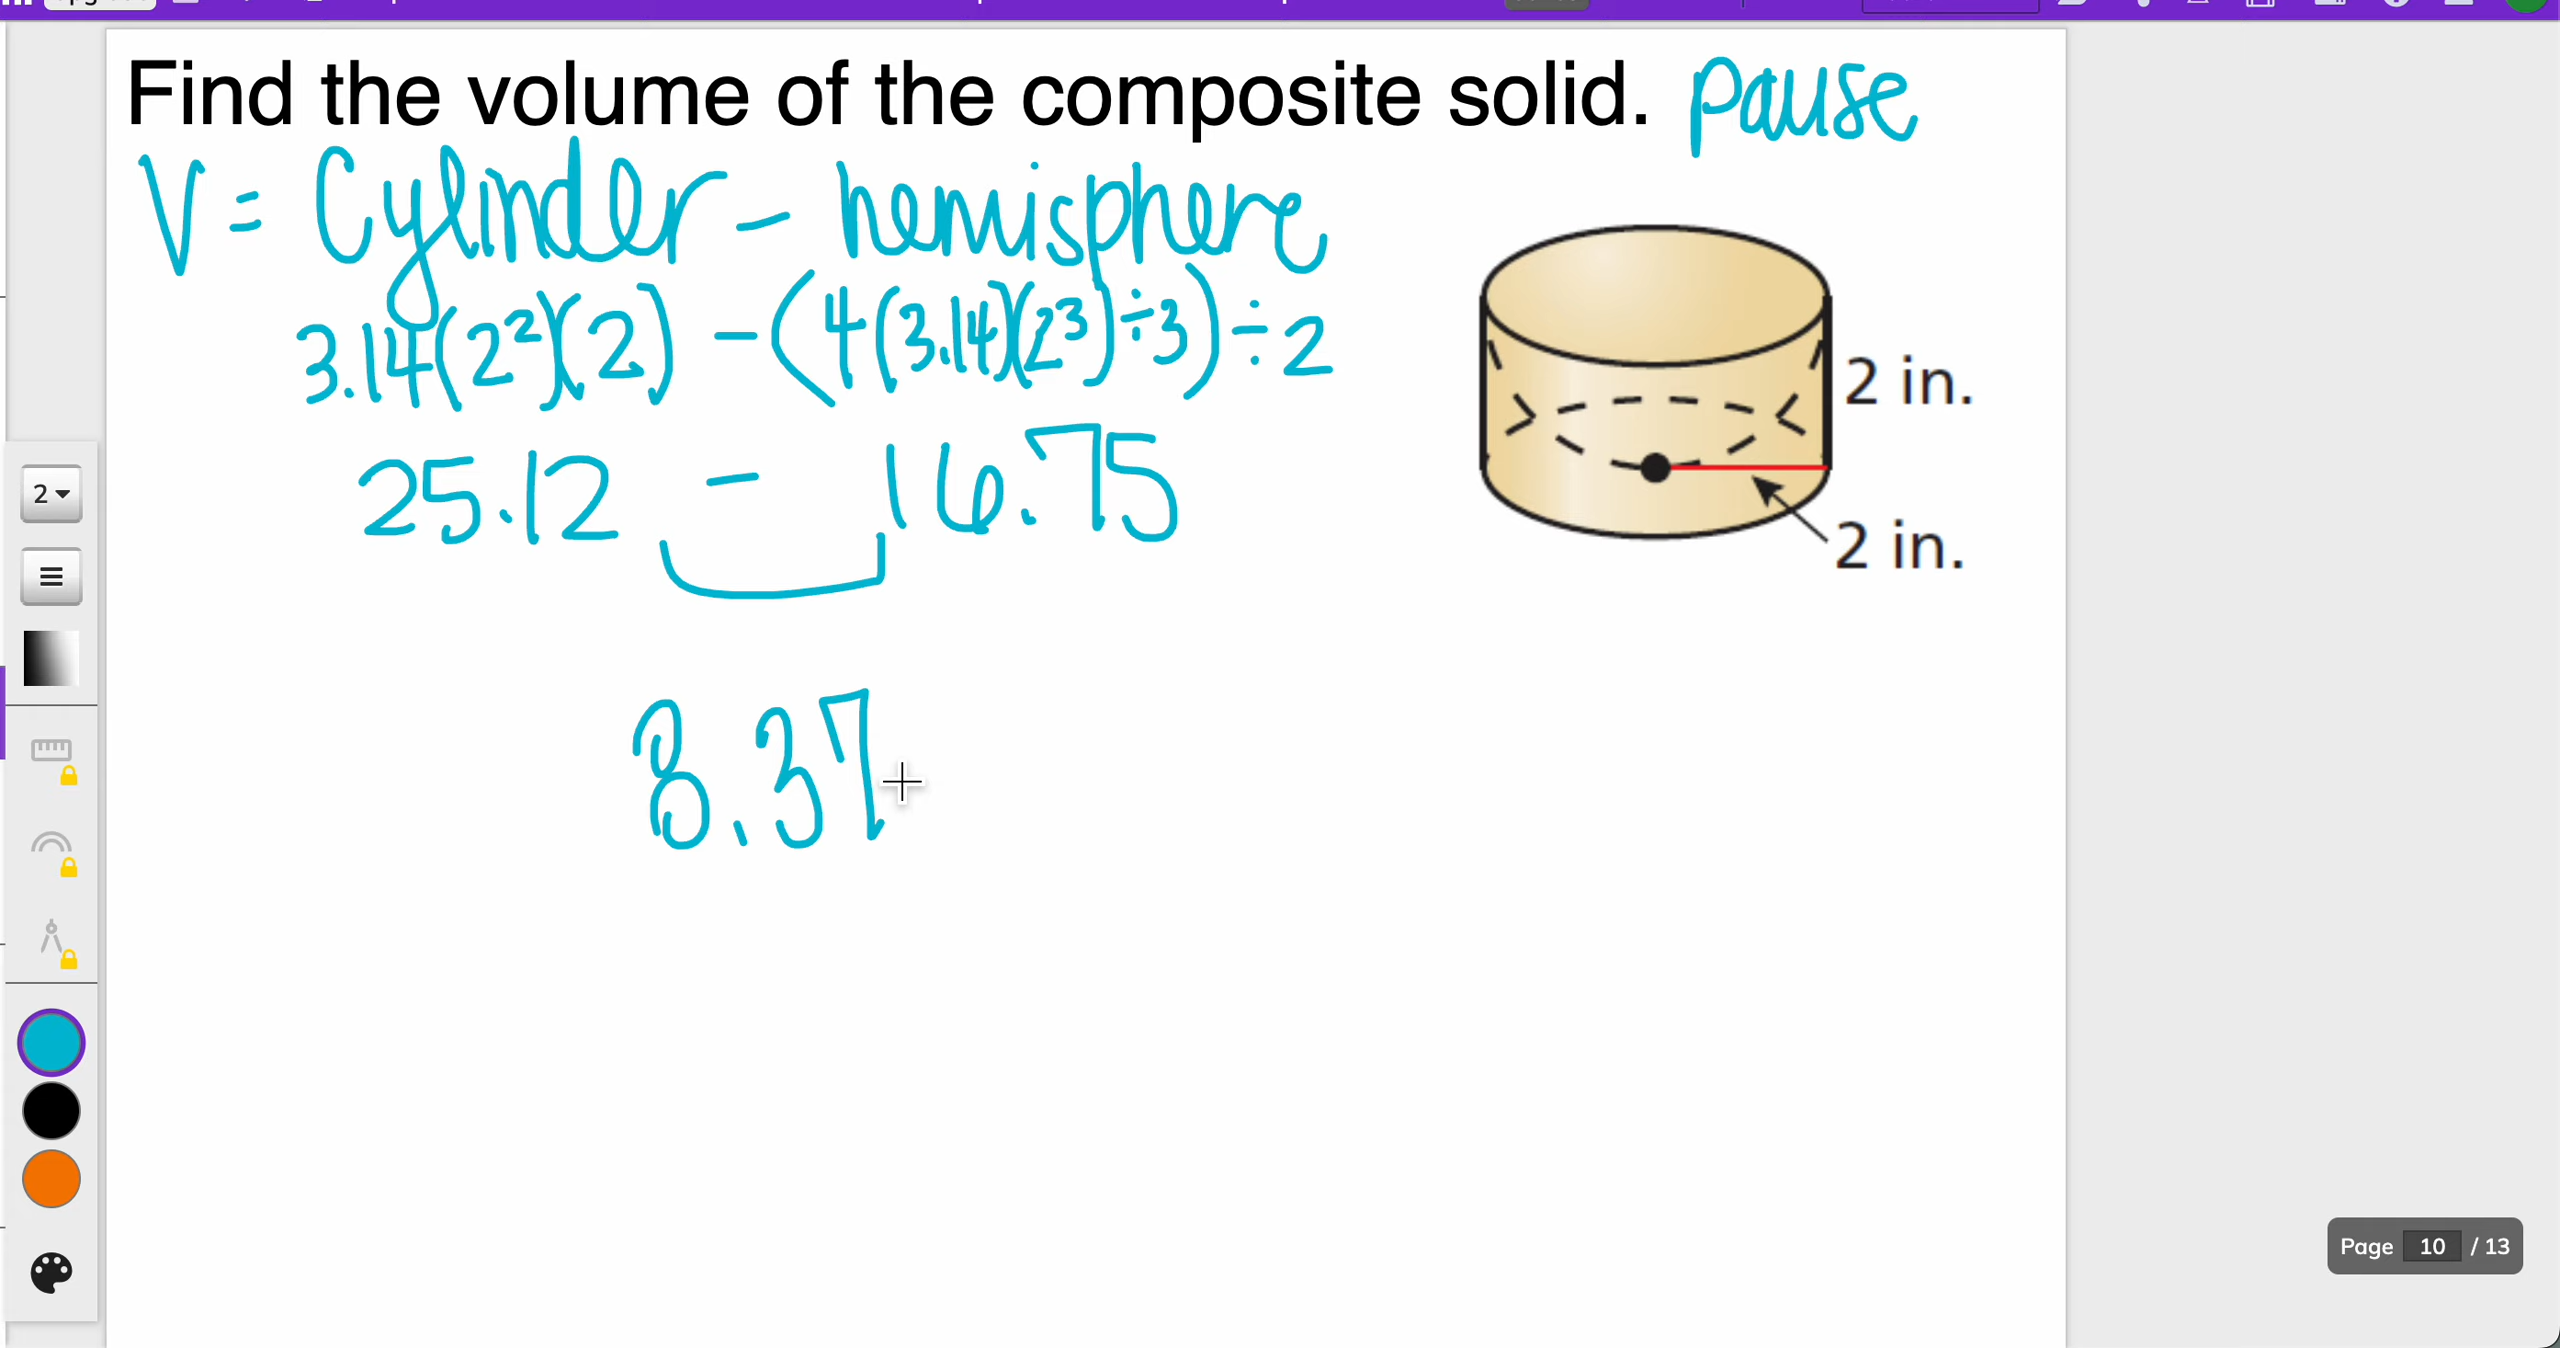 Find the volume of the composite solid. pause
V = Cylinder - hemisphere
3.14(2²)(2) - (4(3.14)(2³)÷3)÷2
2 in.
25.12 - 16.75
2 in.
8.37
2
Page 10 / 13